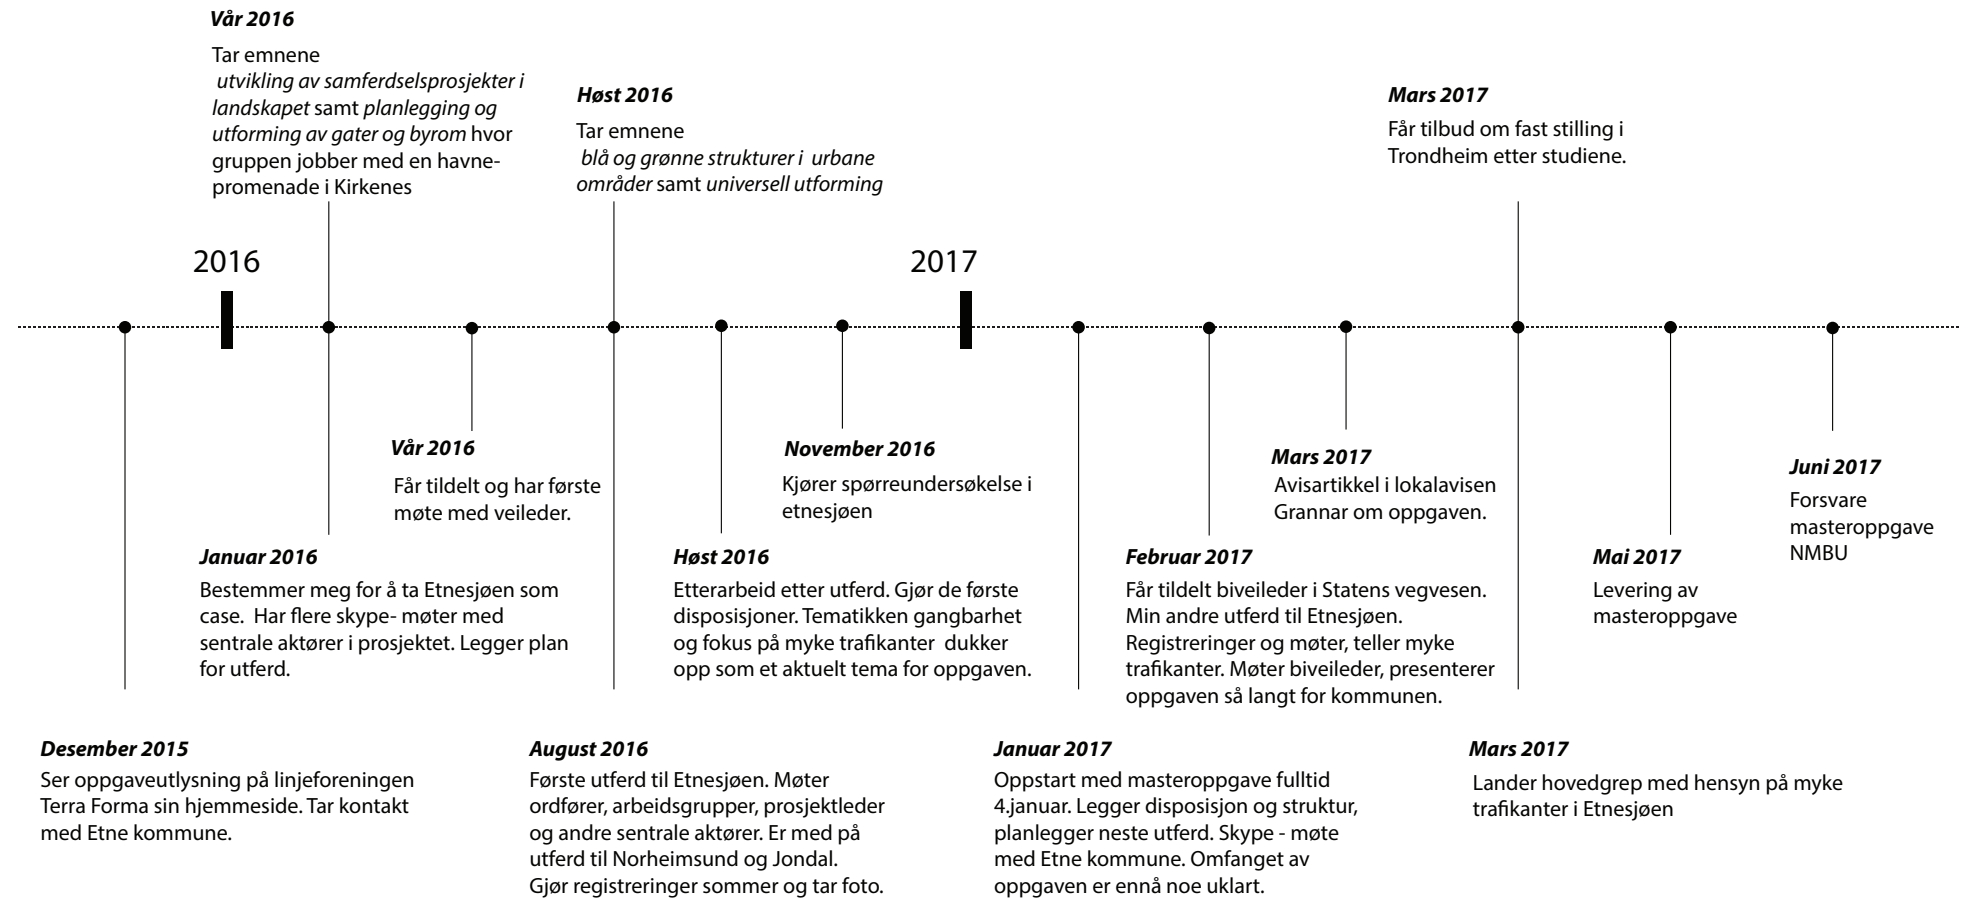 Vår 2016
Tar emnene
utvikling av samferdselsprosjekter i
landskapet samt planlegging og
utforming av gater og byrom hvor
gruppen jobber med en havne-
promenade i Kirkenes
Høst 2016
Tar emnene
blå og grønne strukturer i urbane
områder samt universell utforming
Mars 2017
Får tilbud om fast stilling i
Trondheim etter studiene.
2016
2017
Vår 2016
Får tildelt og har første
møte med veileder.
November 2016
Kjører spørreundersøkelse i
etnesjøen
Mars 2017
Avisartikkel i lokalavisen
Grannar om oppgaven.
Juni 2017
Forsvare
masteroppgave
NMBU
Januar 2016
Bestemmer meg for å ta Etnesjøen som
case. Har flere skype- møter med
sentrale aktører i prosjektet. Legger plan
for utferd.
Høst 2016
Etterarbeid etter utferd. Gjør de første
disposisjoner. Tematikken gangbarhet
og fokus på myke trafikanter dukker
opp som et aktuelt tema for oppgaven.
Februar 2017
Får tildelt biveileder i Statens vegvesen.
Min andre utferd til Etnesjøen.
Registreringer og møter, teller myke
trafikanter. Møter biveileder, presenterer
oppgaven så langt for kommunen.
Mai 2017
Levering av
masteroppgave
Desember 2015
Ser oppgaveutlysning på linjeforeningen
Terra Forma sin hjemmeside. Tar kontakt
med Etne kommune.
August 2016
Første utferd til Etnesjøen. Møter
ordfører, arbeidsgrupper, prosjektleder
og andre sentrale aktører. Er med på
utferd til Norheimsund og Jondal.
Gjør registreringer sommer og tar foto.
Januar 2017
Oppstart med masteroppgave fulltid
4.januar. Legger disposisjon og struktur,
planlegger neste utferd. Skype - møte
med Etne kommune. Omfanget av
oppgaven er ennå noe uklart.
Mars 2017
Lander hovedgrep med hensyn på myke
trafikanter i Etnesjøen